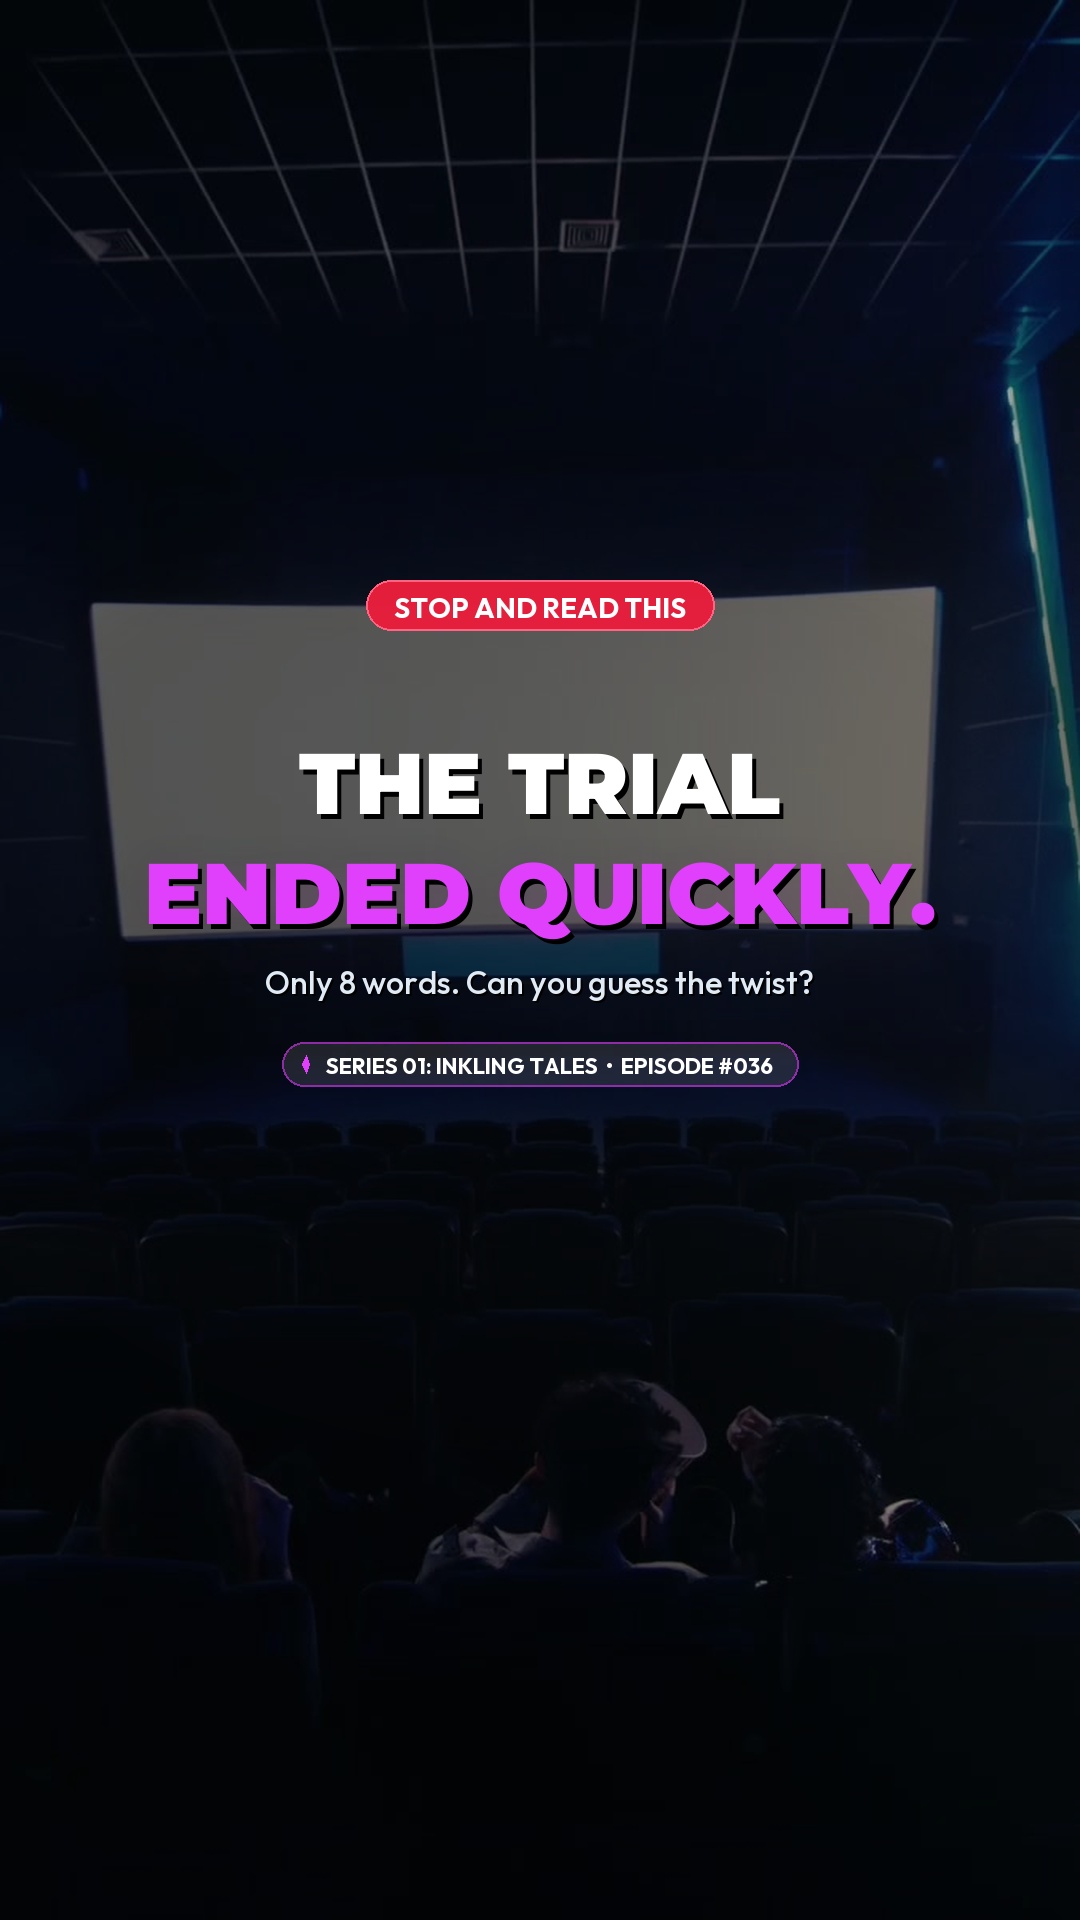 STOP AND READ THIS
THE TRIAL
ENDED QUICKLY.
Only 8 words. Can you guess the twist?
SERIES 01: INKLING TALES • EPISODE #036